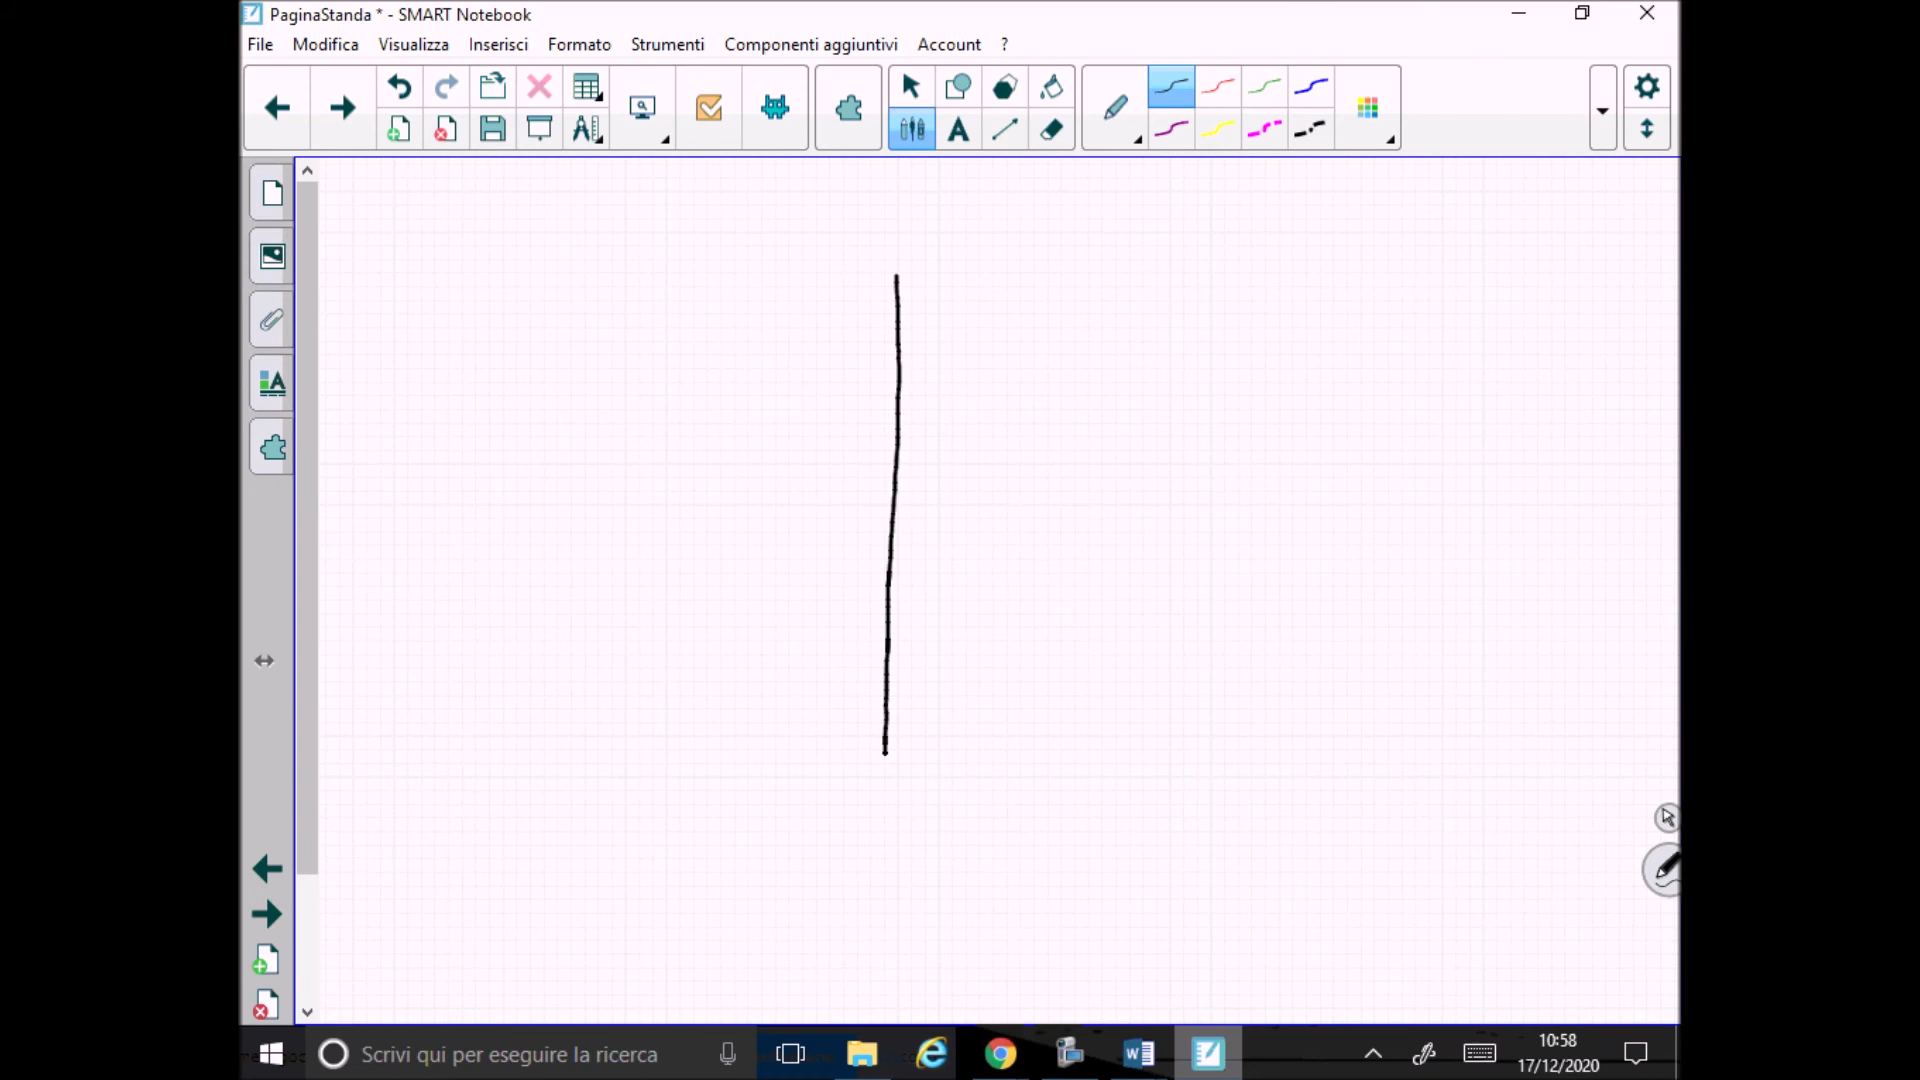 PaginaStanda * - SMART Notebook
File Modifica Visualizza Inserisci Formato Strumenti Componenti aggiuntivi Account ?
Scrivi qui per eseguire la ricerca
10:58
17/12/2020